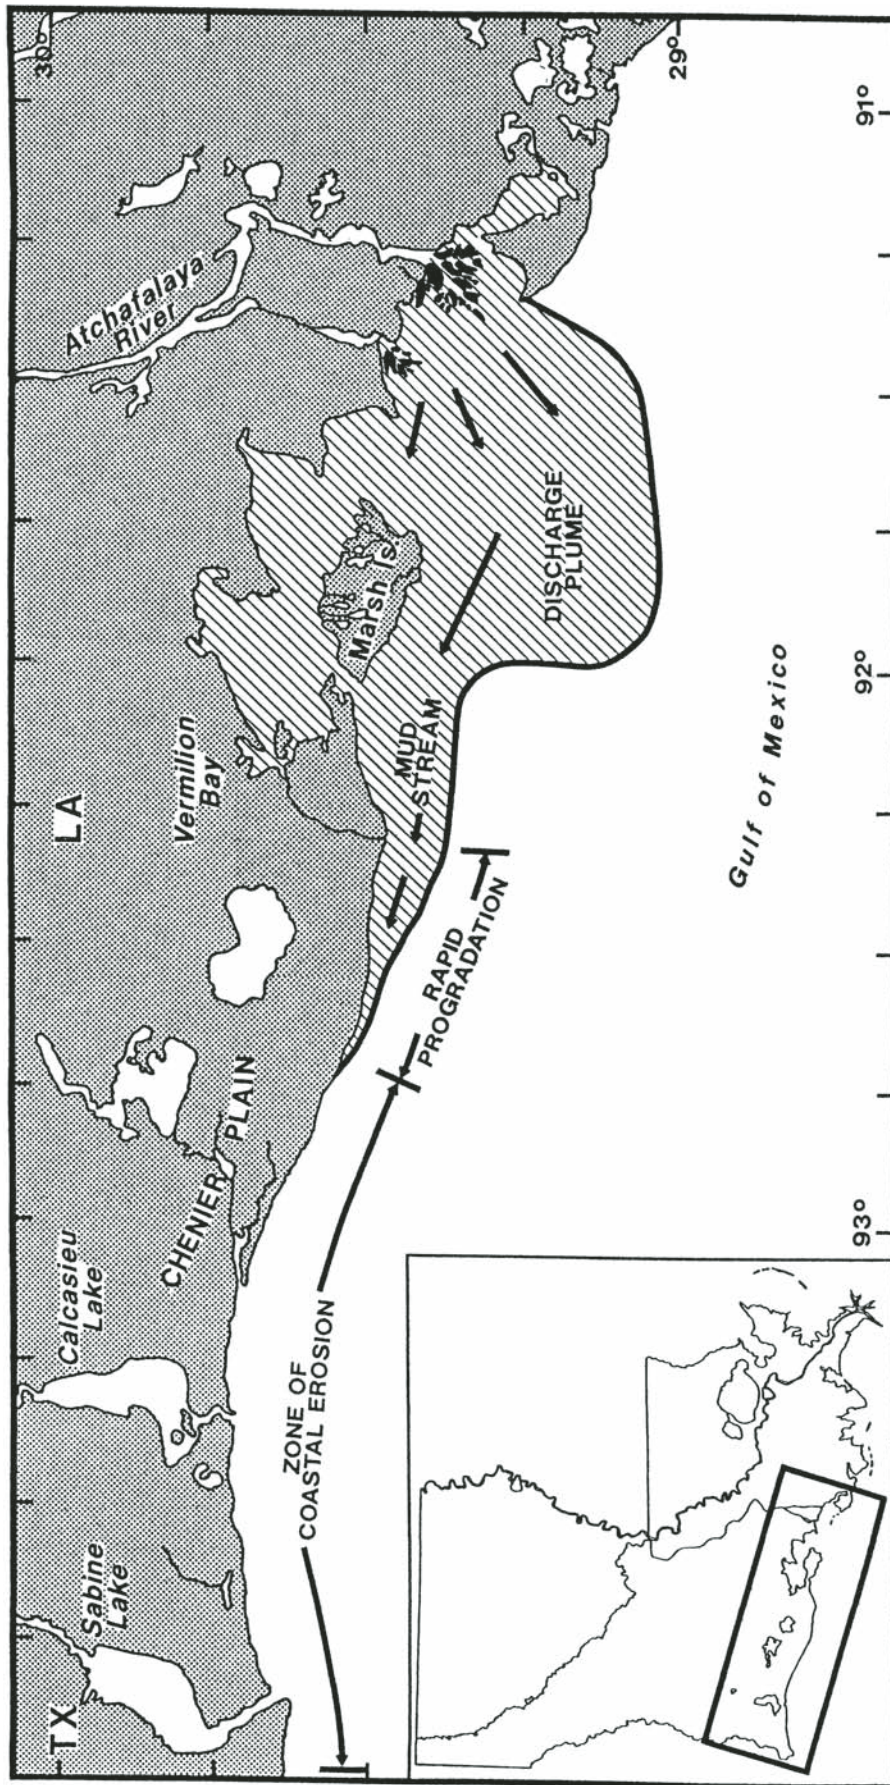 TX
LA
30°
29°
91°
92°
93°
Sabine
Lake
Calcasieu
Lake
CHENIER PLAIN
Vermilion
Bay
Atchafalaya
River
Marsh Is.
MUD
STREAM
DISCHARGE
PLUME
RAPID
PROGRADATION
ZONE OF
COASTAL EROSION
Gulf of Mexico